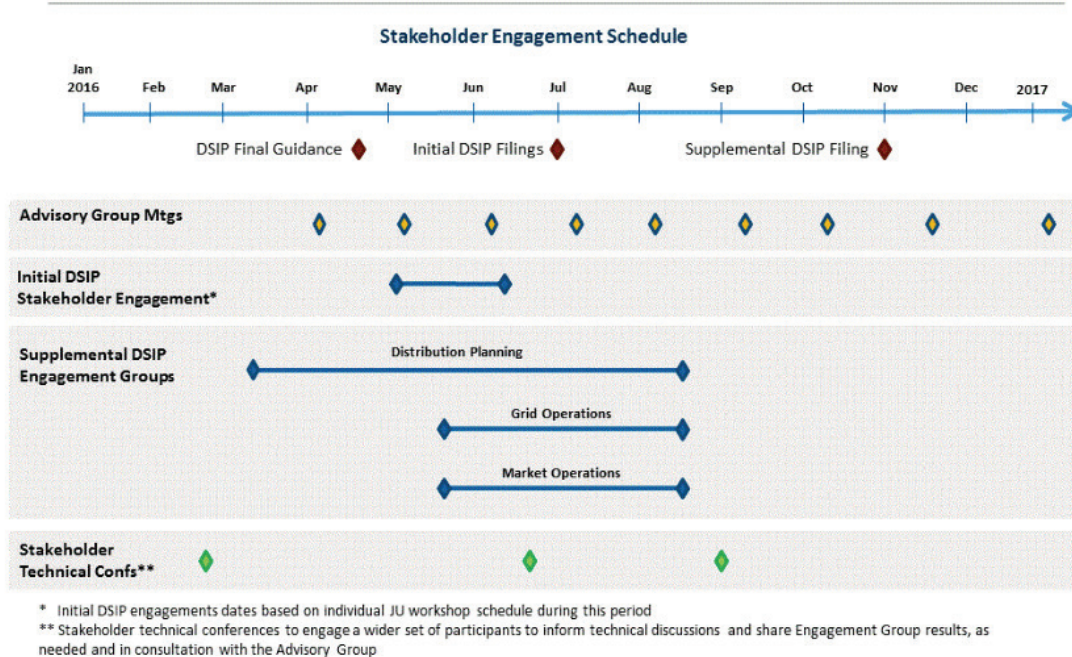 Stakeholder Engagement Schedule
Jan
2016 Feb Mar Apr May Jun Jul Aug Sep Oct Nov Dec 2017
DSIP Final Guidance Initial DSIP Filings Supplemental DSIP Filing
Advisory Group Mtgs
Initial DSIP
Stakeholder Engagement*
Supplemental DSIP
Engagement Groups
Distribution Planning
Grid Operations
Market Operations
Stakeholder
Technical Confs**
* Initial DSIP engagements dates based on individual JU workshop schedule during this period
** Stakeholder technical conferences to engage a wider set of participants to inform technical discussions and share Engagement Group results, as
needed and in consultation with the Advisory Group